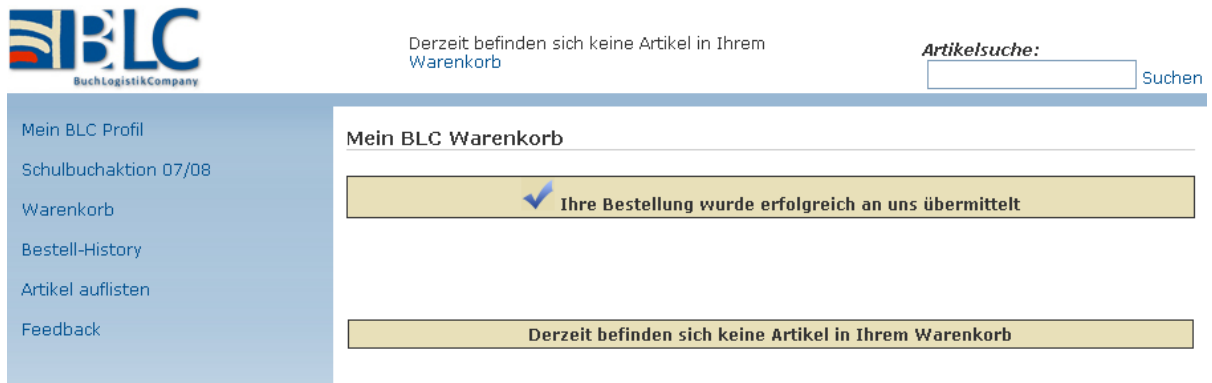 BLC
BuchLogistikCompany
Derzeit befinden sich keine Artikel in Ihrem
Warenkorb
Artikelsuche:
Suchen
Mein BLC Profil
Schulbuchaktion 07/08
Warenkorb
Bestell-History
Artikel auflisten
Feedback
Mein BLC Warenkorb
Ihre Bestellung wurde erfolgreich an uns übermittelt
Derzeit befinden sich keine Artikel in Ihrem Warenkorb